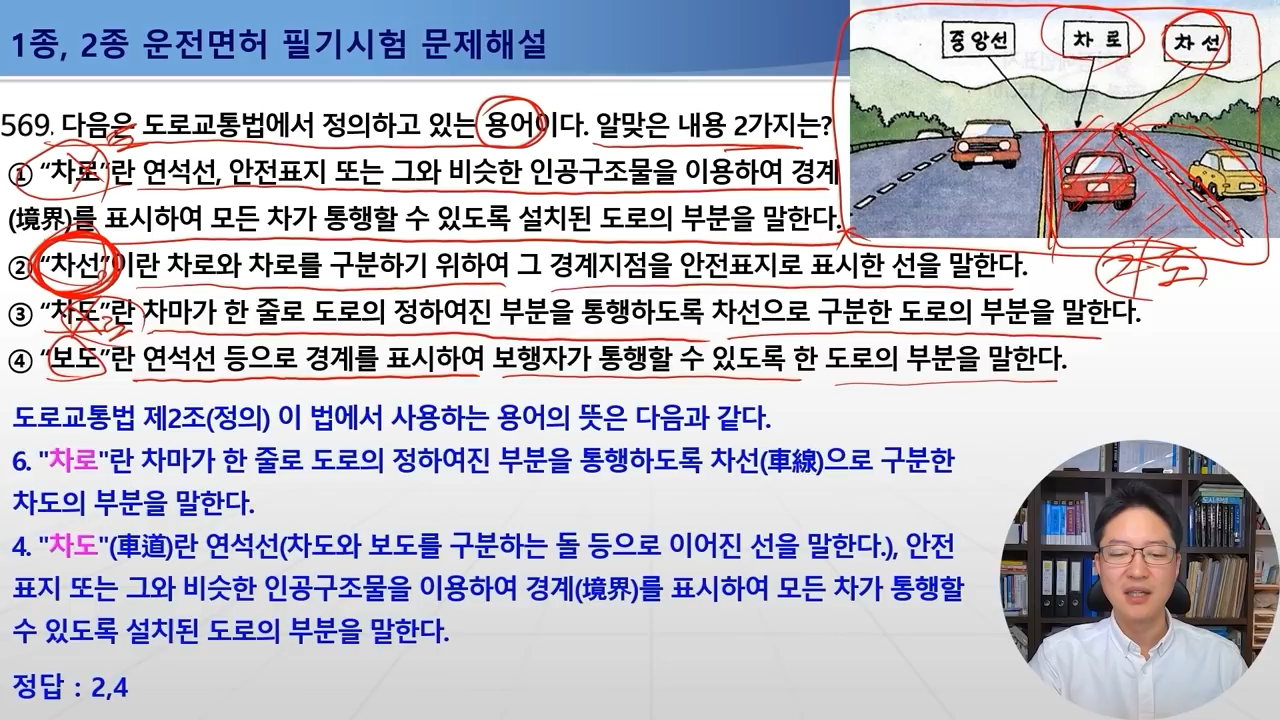 1종, 2종 운전면허 필기시험 문제해설
중앙선
차로
차선
569. 다음은 도로교통법에서 정의하고 있는 용어이다. 알맞은 내용 2가지는?
① “차로”란 연석선, 안전표지 또는 그와 비슷한 인공구조물을 이용하여 경계
(境界)를 표시하여 모든 차가 통행할 수 있도록 설치된 도로의 부분을 말한다.
② “차선”이란 차로와 차로를 구분하기 위하여 그 경계지점을 안전표지로 표시한 선을 말한다.
③ “차도”란 차마가 한 줄로 도로의 정하여진 부분을 통행하도록 차선으로 구분한 도로의 부분을 말한다.
④ “보도”란 연석선 등으로 경계를 표시하여 보행자가 통행할 수 있도록 한 도로의 부분을 말한다.
도로교통법 제2조(정의) 이 법에서 사용하는 용어의 뜻은 다음과 같다.
6. "차로"란 차마가 한 줄로 도로의 정하여진 부분을 통행하도록 차선(車線)으로 구분한
차도의 부분을 말한다.
4. "차도"(車道)란 연석선(차도와 보도를 구분하는 돌 등으로 이어진 선을 말한다.), 안전
표지 또는 그와 비슷한 인공구조물을 이용하여 경계(境界)를 표시하여 모든 차가 통행할
수 있도록 설치된 도로의 부분을 말한다.
정답 : 2,4